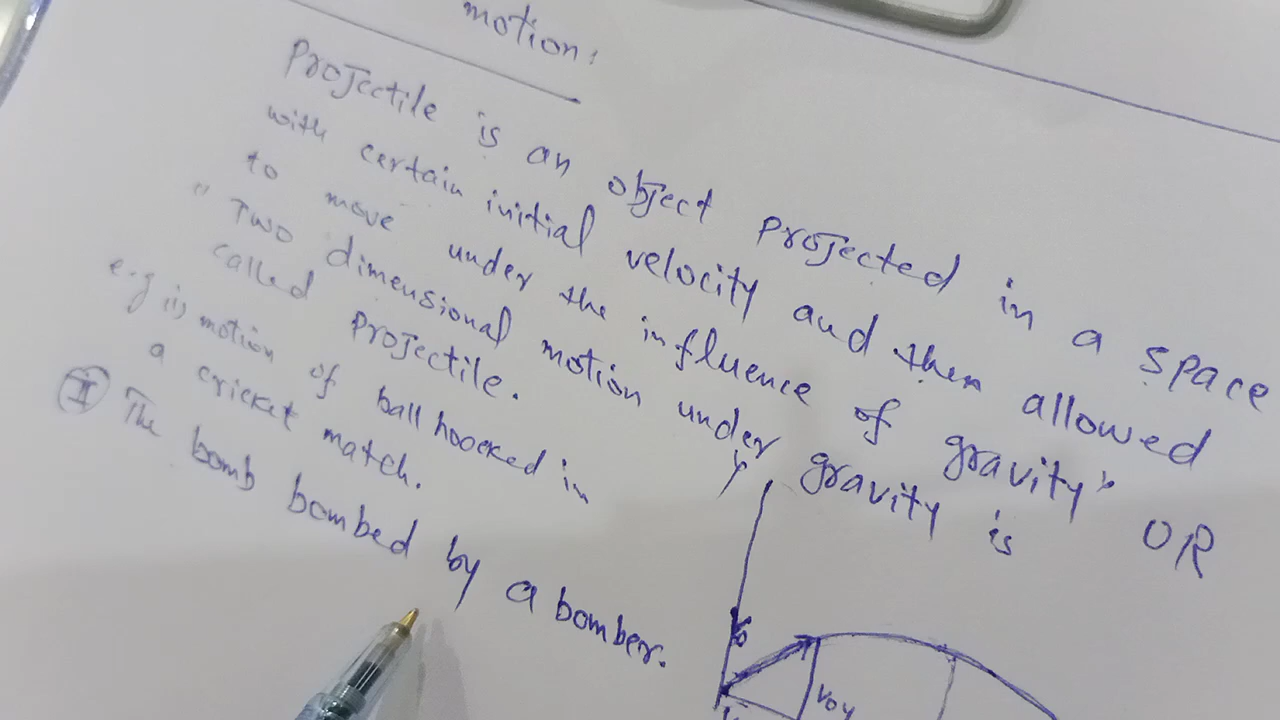 motion:
Projectile is an object projected in a space
with certain initial velocity and then allowed
to move under the influence of gravity" OR
" Two dimensional motion under gravity is
called projectile.
e.g i) motion of ball hoocked in
a cricket match.
II The bomb bombed by a bomber.
Y
Vo
Voy